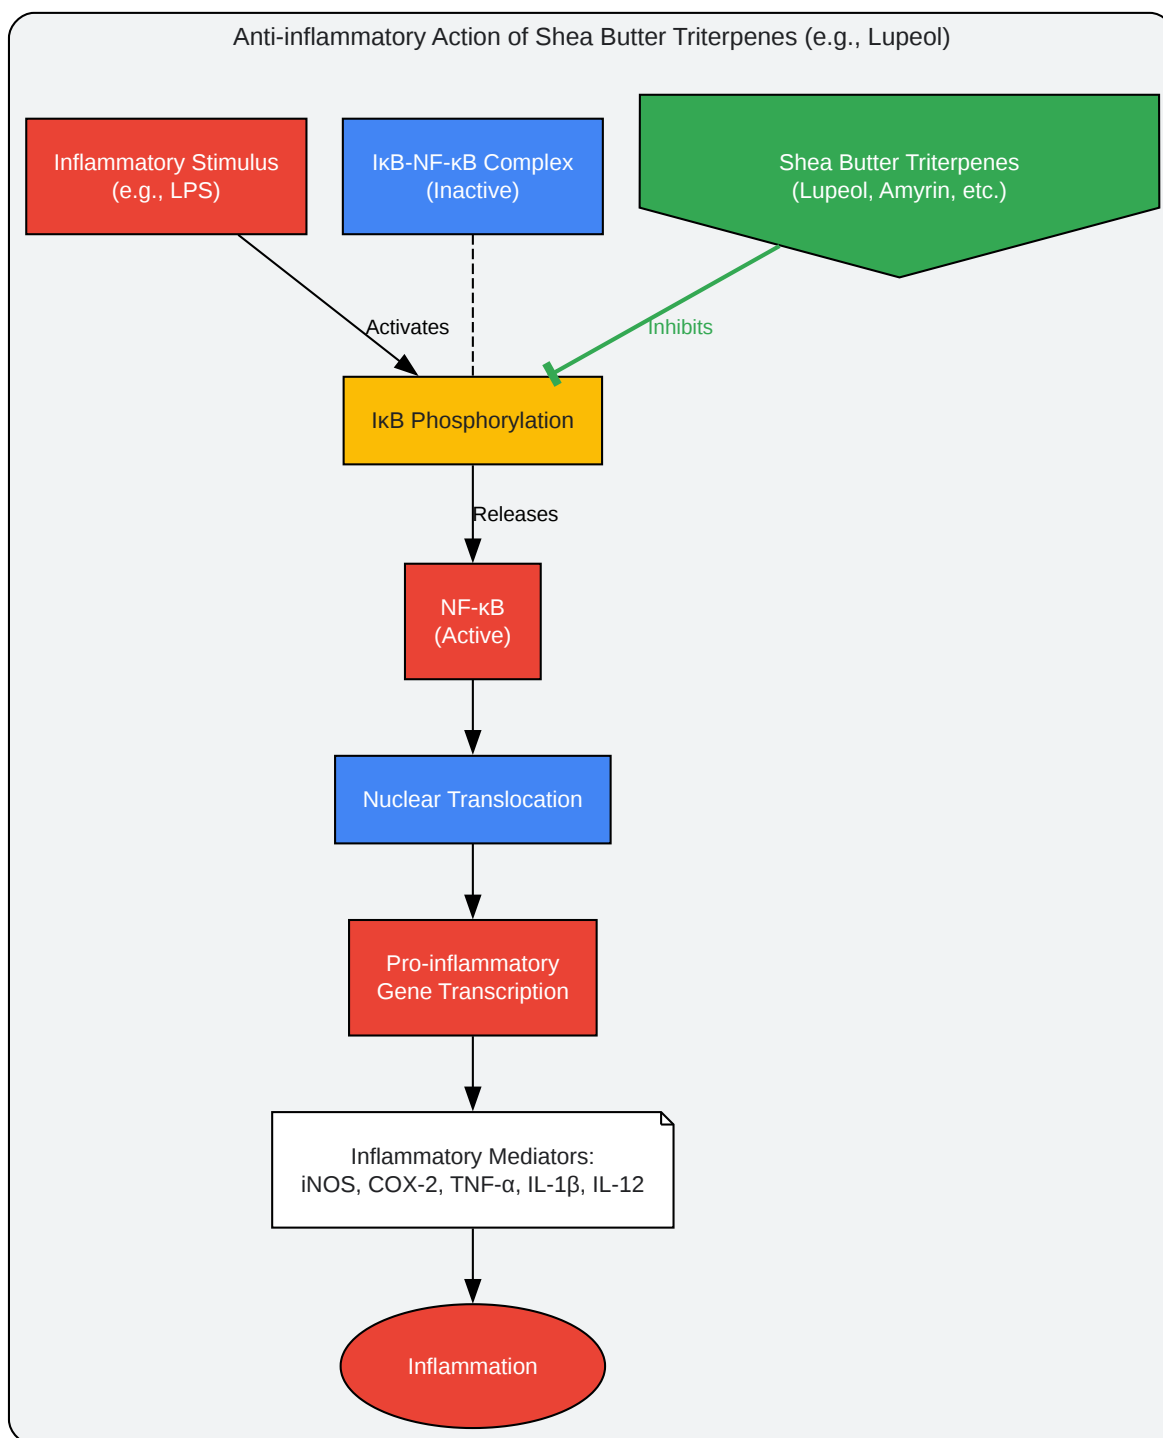 Anti-inflammatory Action of Shea Butter Triterpenes (e.g., Lupeol)
Inflammatory Stimulus
(e.g., LPS)
IκB-NF-κB Complex
(Inactive)
Shea Butter Triterpenes
(Lupeol, Amyrin, etc.)
Activates
Inhibits
IκB Phosphorylation
Releases
NF-κB
(Active)
Nuclear Translocation
Pro-inflammatory
Gene Transcription
Inflammatory Mediators:
iNOS, COX-2, TNF-α, IL-1β, IL-12
Inflammation